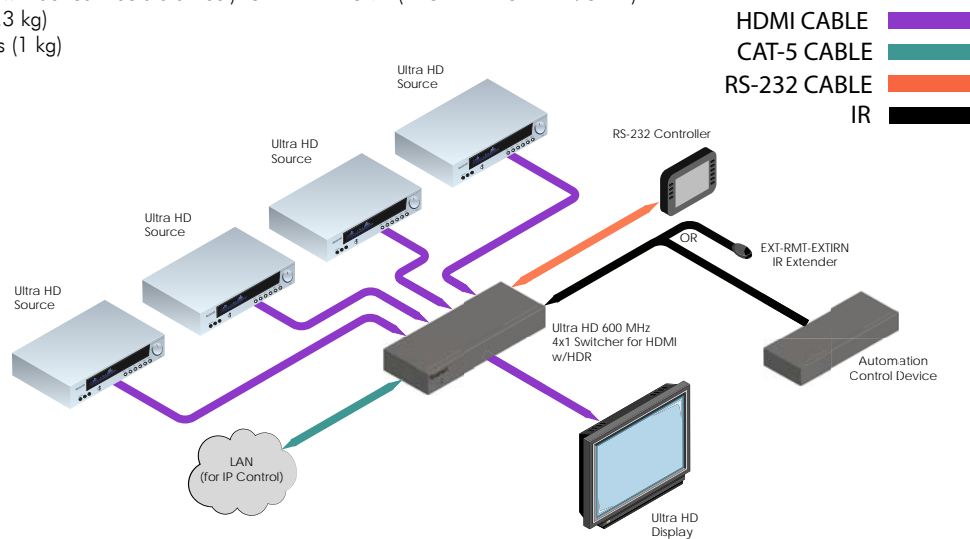 .3 kg)
s (1 kg)
HDMI CABLE
CAT-5 CABLE
RS-232 CABLE
IR
Ultra HD
Source
RS-232 Controller
Ultra HD
Source
Ultra HD
Source
OR
EXT-RMT-EXTIRN
IR Extender
Ultra HD
Source
Ultra HD 600 MHz
4x1 Switcher for HDMI
w/HDR
Automation
Control Device
LAN
(for IP Control)
Ultra HD
Display